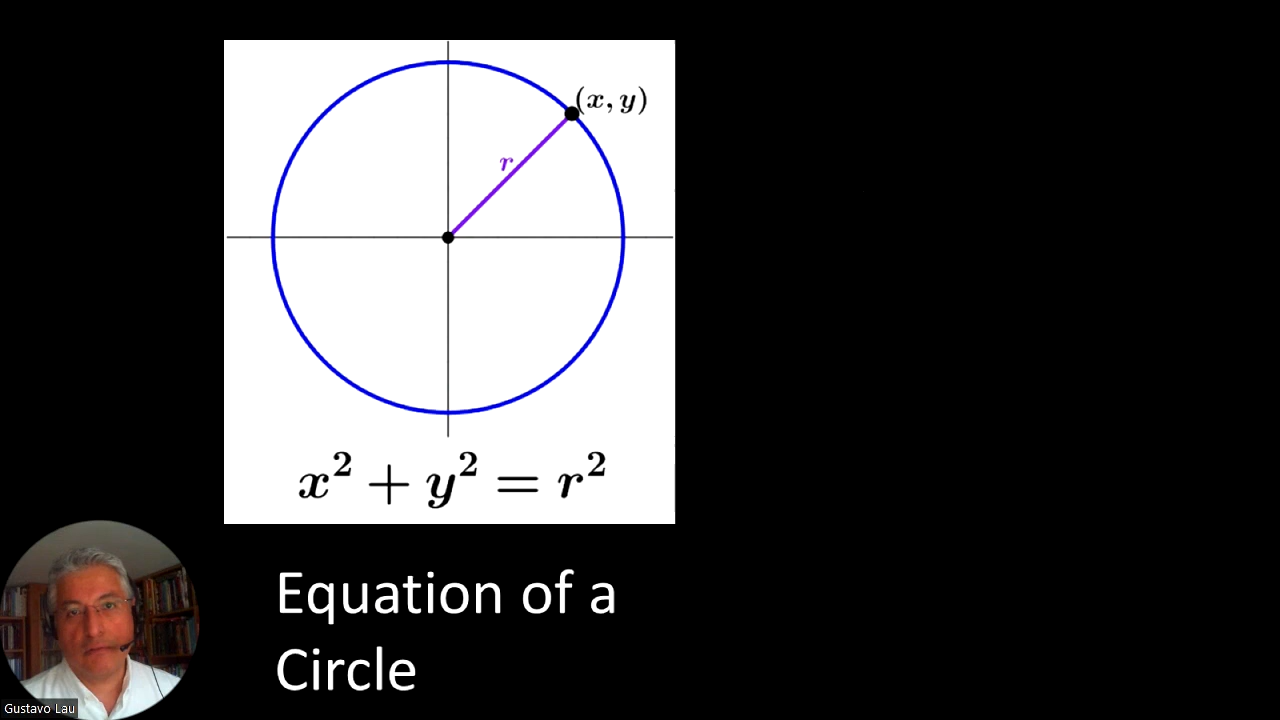 (x, y)
r
x² + y² = r²
Equation of a
Circle
Gustavo Lau